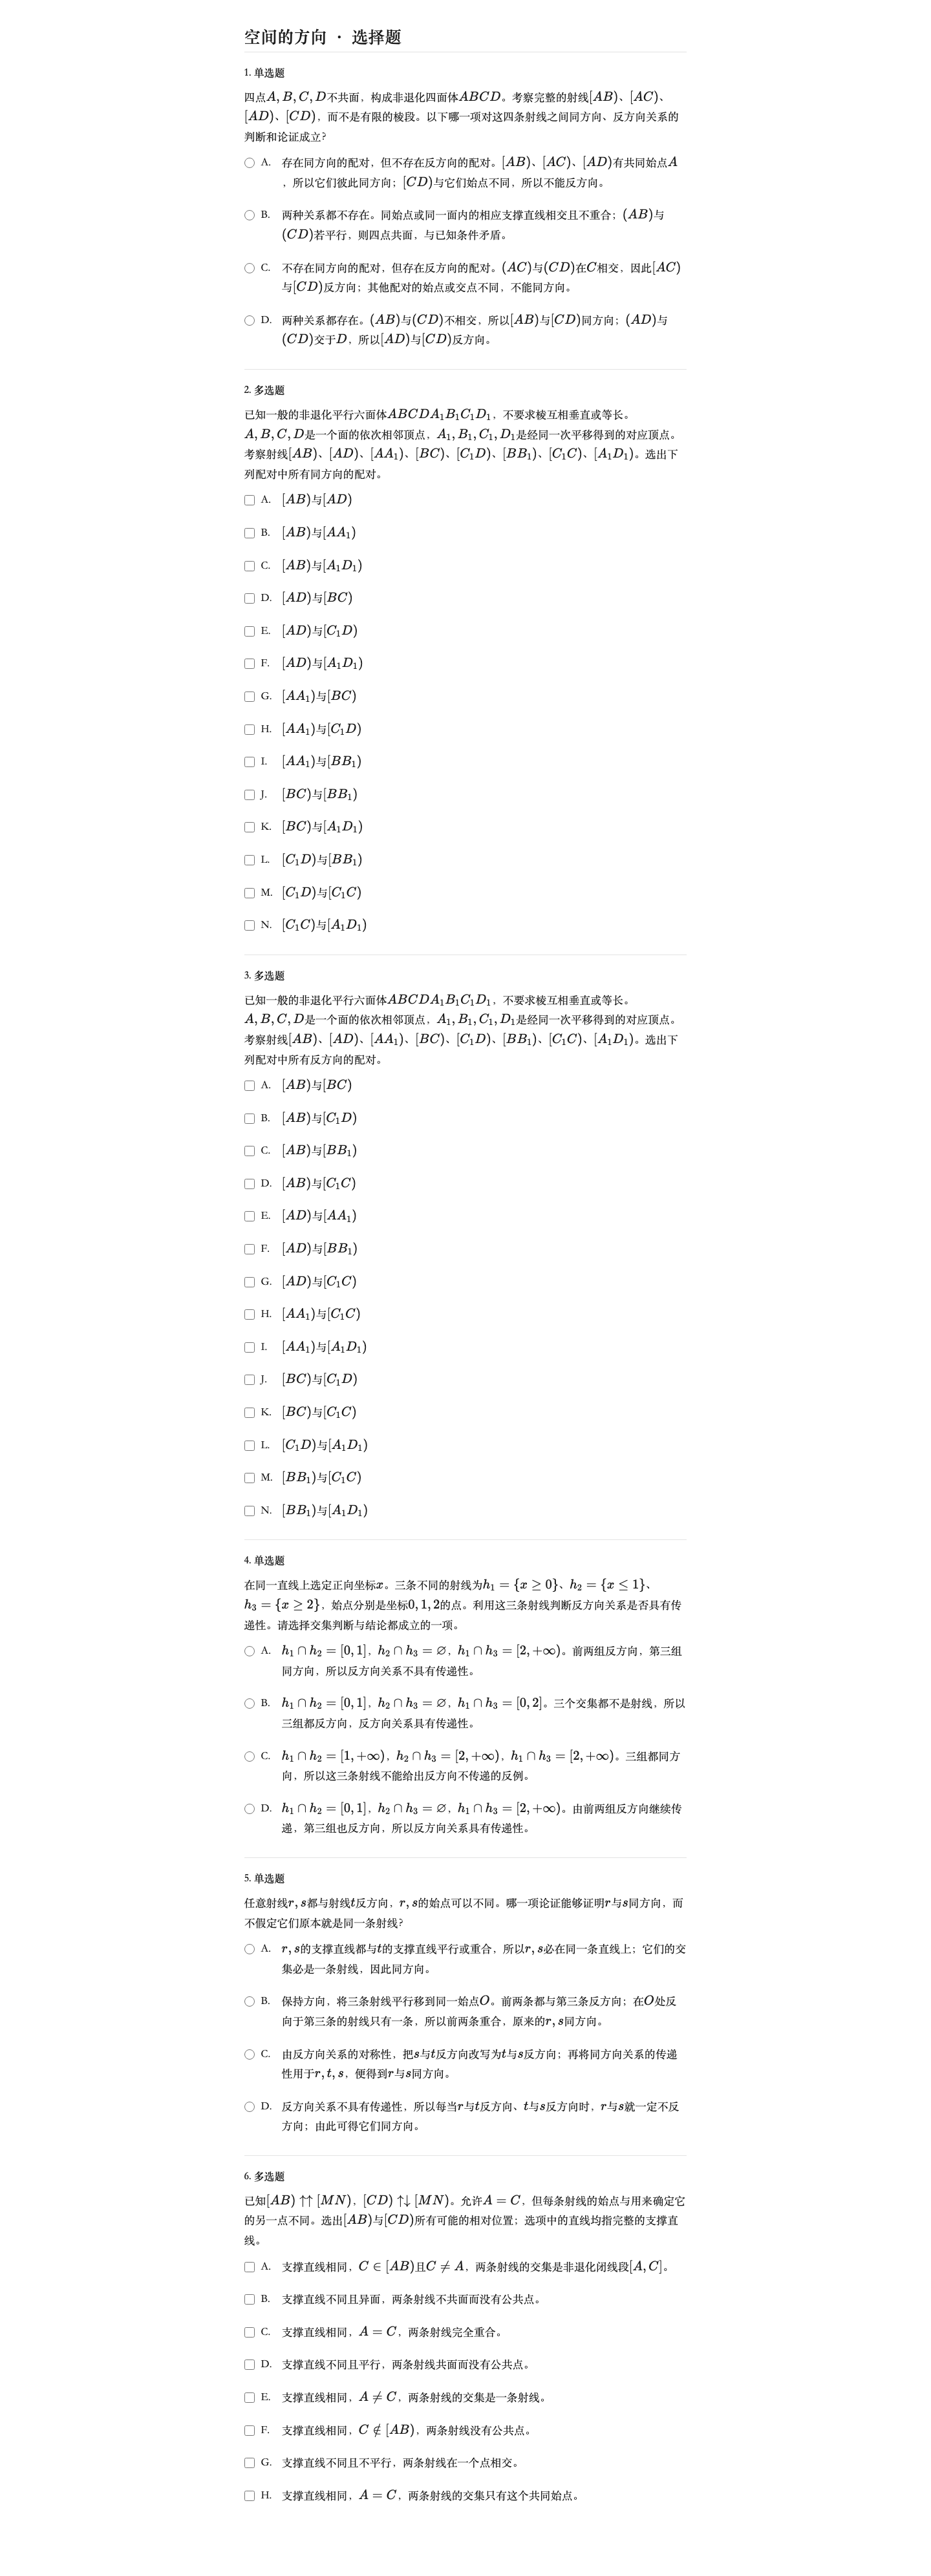 空间的方向 · 选择题
1. 单选题
四点A, B, C, D不共面，构成非退化四面体ABCD。考察完整的射线[AB)、[AC)、
[AD)、[CD)，而不是有限的棱段。以下哪一项对这四条射线之间同方向、反方向关系的
判断和论证成立?
A. 存在同方向的配对，但不存在反方向的配对。[AB)、[AC)、[AD)有共同始点A
，所以它们彼此同方向；[CD)与它们始点不同，所以不能反方向。
B. 两种关系都不存在。同始点或同一面内的相应支撑直线相交且不重合；(AB)与
(CD)若平行，则四点共面，与已知条件矛盾。
C. 不存在同方向的配对，但存在反方向的配对。(AC)与(CD)在C相交，因此[AC)
与[CD)反方向；其他配对的始点或交点不同，不能同方向。
D. 两种关系都存在。(AB)与(CD)不相交，所以[AB)与[CD)同方向；(AD)与
(CD)交于D，所以[AD)与[CD)反方向。
2. 多选题
已知一般的非退化平行六面体ABCDA₁B₁C₁D₁，不要求棱互相垂直或等长。
A, B, C, D是一个面的依次相邻顶点，A₁, B₁, C₁, D₁是经同一次平移得到的对应顶点。
考察射线[AB)、[AD)、[AA₁)、[BC)、[C₁D)、[BB₁)、[C₁C)、[A₁D₁)。选出下
列配对中所有同方向的配对。
A. [AB)与[AD)
B. [AB)与[AA₁)
C. [AB)与[A₁D₁)
D. [AD)与[BC)
E. [AD)与[C₁D)
F. [AD)与[A₁D₁)
G. [AA₁)与[BC)
H. [AA₁)与[C₁D)
I. [AA₁)与[BB₁)
J. [BC)与[BB₁)
K. [BC)与[A₁D₁)
L. [C₁D)与[BB₁)
M. [C₁D)与[C₁C)
N. [C₁C)与[A₁D₁)
3. 多选题
已知一般的非退化平行六面体ABCDA₁B₁C₁D₁，不要求棱互相垂直或等长。
A, B, C, D是一个面的依次相邻顶点，A₁, B₁, C₁, D₁是经同一次平移得到的对应顶点。
考察射线[AB)、[AD)、[AA₁)、[BC)、[C₁D)、[BB₁)、[C₁C)、[A₁D₁)。选出下
列配对中所有反方向的配对。
A. [AB)与[BC)
B. [AB)与[C₁D)
C. [AB)与[BB₁)
D. [AB)与[C₁C)
E. [AD)与[AA₁)
F. [AD)与[BB₁)
G. [AD)与[C₁C)
H. [AA₁)与[C₁C)
I. [AA₁)与[A₁D₁)
J. [BC)与[C₁D)
K. [BC)与[C₁C)
L. [C₁D)与[A₁D₁)
M. [BB₁)与[C₁C)
N. [BB₁)与[A₁D₁)
4. 单选题
在同一直线上选定正向坐标x。三条不同的射线为h₁ = {x ≥ 0}、h₂ = {x ≤ 1}、
h₃ = {x ≥ 2}，始点分别是坐标0, 1, 2的点。利用这三条射线判断反方向关系是否具有传
递性。请选择交集判断与结论都成立的一项。
A. h₁ ∩ h₂ = [0, 1]，h₂ ∩ h₃ = ∅，h₁ ∩ h₃ = [2, +∞)。前两组反方向，第三组
同方向，所以反方向关系不具有传递性。
B. h₁ ∩ h₂ = [0, 1]，h₂ ∩ h₃ = ∅，h₁ ∩ h₃ = [0, 2]。三个交集都不是射线，所以
三组都反方向，反方向关系具有传递性。
C. h₁ ∩ h₂ = [1, +∞)，h₂ ∩ h₃ = [2, +∞)，h₁ ∩ h₃ = [2, +∞)。三组都同方
向，所以这三条射线不能给出反方向不传递的反例。
D. h₁ ∩ h₂ = [0, 1]，h₂ ∩ h₃ = ∅，h₁ ∩ h₃ = [2, +∞)。由前两组反方向继续传
递，第三组也反方向，所以反方向关系具有传递性。
5. 单选题
任意射线r, s都与射线t反方向，r, s的始点可以不同。哪一项论证能够证明r与s同方向，而
不假定它们原本就是同一条射线?
A. r, s的支撑直线都与t的支撑直线平行或重合，所以r, s必在同一条直线上；它们的交
集必是一条射线，因此同方向。
B. 保持方向，将三条射线平行移到同一始点O。前两条都与第三条反方向；在O处反
向于第三条的射线只有一条，所以前两条重合，原来的r, s同方向。
C. 由反方向关系的对称性，把s与t反方向改写为t与s反方向；再将同方向关系的传递
性用于r, t, s，便得到r与s同方向。
D. 反方向关系不具有传递性，所以每当r与t反方向、t与s反方向时，r与s就一定不反
方向；由此可得它们同方向。
6. 多选题
已知[AB) ↑↑ [MN)，[CD) ↑↓ [MN)。允许A = C，但每条射线的始点与用来确定它
的另一点不同。选出[AB)与[CD)所有可能的相对位置；选项中的直线均指完整的支撑直
线。
A. 支撑直线相同，C ∈ [AB)且C ≠ A，两条射线的交集是非退化闭线段[A, C]。
B. 支撑直线不同且异面，两条射线不共面而没有公共点。
C. 支撑直线相同，A = C，两条射线完全重合。
D. 支撑直线不同且平行，两条射线共面而没有公共点。
E. 支撑直线相同，A ≠ C，两条射线的交集是一条射线。
F. 支撑直线相同，C ∉ [AB)，两条射线没有公共点。
G. 支撑直线不同且不平行，两条射线在一个点相交。
H. 支撑直线相同，A = C，两条射线的交集只有这个共同始点。